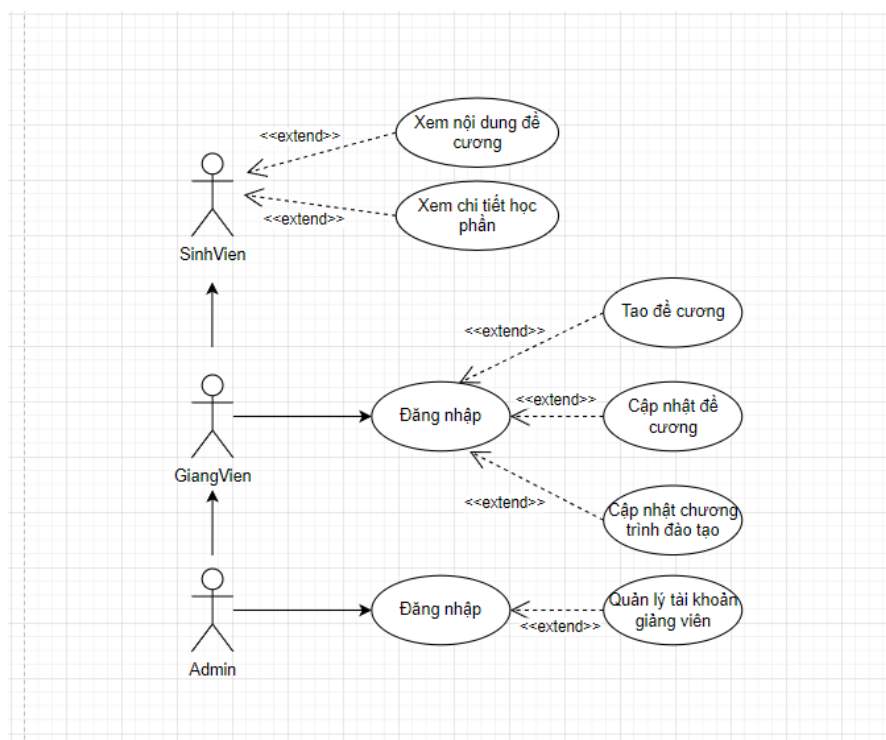 Xem nội dung đề
cương
<<extend>>
Xem chi tiết học
phần
<<extend>>
SinhVien
Tao đề cương
<<extend>>
Cập nhật đề
cương
<<extend>>
Đăng nhập
GiangVien
<<extend>>
Cập nhật chương
trình đào tạo
Đăng nhập
Quản lý tài khoản
giảng viên
<<extend>>
Admin